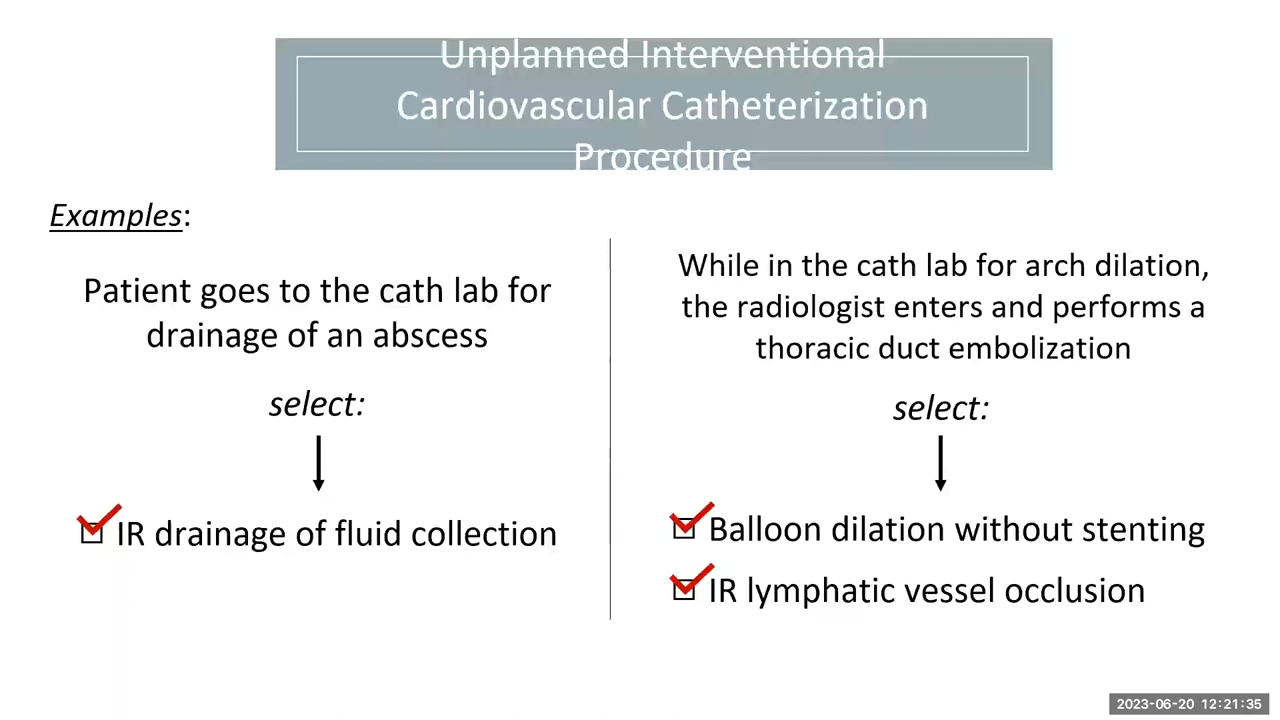 Unplanned Interventional
Cardiovascular Catheterization
Procedure
Examples:
Patient goes to the cath lab for
drainage of an abscess
select:
IR drainage of fluid collection
While in the cath lab for arch dilation,
the radiologist enters and performs a
thoracic duct embolization
select:
Balloon dilation without stenting
IR lymphatic vessel occlusion
2023-06-20 12:21:35